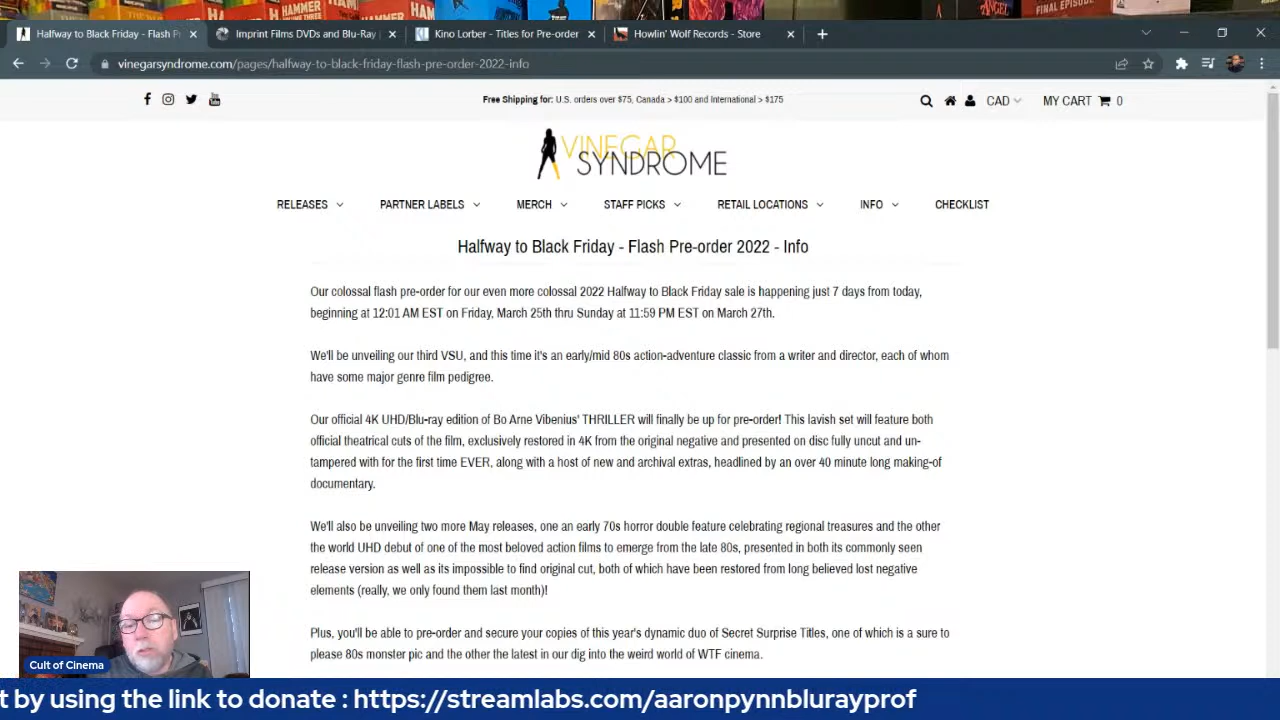 HAMMER
VOLUME THREE
HAMMER
HAMMER
ANGEL
FINAL EPISODE
Halfway to Black Friday - Flash Pr
Imprint Films DVDs and Blu-Ray |
Kino Lorber - Titles for Pre-order
Howlin' Wolf Records - Store
vinegarsyndrome.com/pages/halfway-to-black-friday-flash-pre-order-2022-info
Free Shipping for: U.S. orders over $75, Canada > $100 and International > $175
CAD
MY CART 0
VINEGAR
SYNDROME
RELEASES PARTNER LABELS MERCH STAFF PICKS RETAIL LOCATIONS INFO CHECKLIST
Halfway to Black Friday - Flash Pre-order 2022 - Info
Our colossal flash pre-order for our even more colossal 2022 Halfway to Black Friday sale is happening just 7 days from today,
beginning at 12:01 AM EST on Friday, March 25th thru Sunday at 11:59 PM EST on March 27th.
We'll be unveiling our third VSU, and this time it's an early/mid 80s action-adventure classic from a writer and director, each of whom
have some major genre film pedigree.
Our official 4K UHD/Blu-ray edition of Bo Arne Vibenius' THRILLER will finally be up for pre-order! This lavish set will feature both
official theatrical cuts of the film, exclusively restored in 4K from the original negative and presented on disc fully uncut and un-
tampered with for the first time EVER, along with a host of new and archival extras, headlined by an over 40 minute long making-of
documentary.
We'll also be unveiling two more May releases, one an early 70s horror double feature celebrating regional treasures and the other
the world UHD debut of one of the most beloved action films to emerge from the late 80s, presented in both its commonly seen
release version as well as its impossible to find original cut, both of which have been restored from long believed lost negative
elements (really, we only found them last month)!
Plus, you'll be able to pre-order and secure your copies of this year's dynamic duo of Secret Surprise Titles, one of which is a sure to
please 80s monster pic and the other the latest in our dig into the weird world of WTF cinema.
Cult of Cinema
t by using the link to donate : https://streamlabs.com/aaronpynnblurayprof